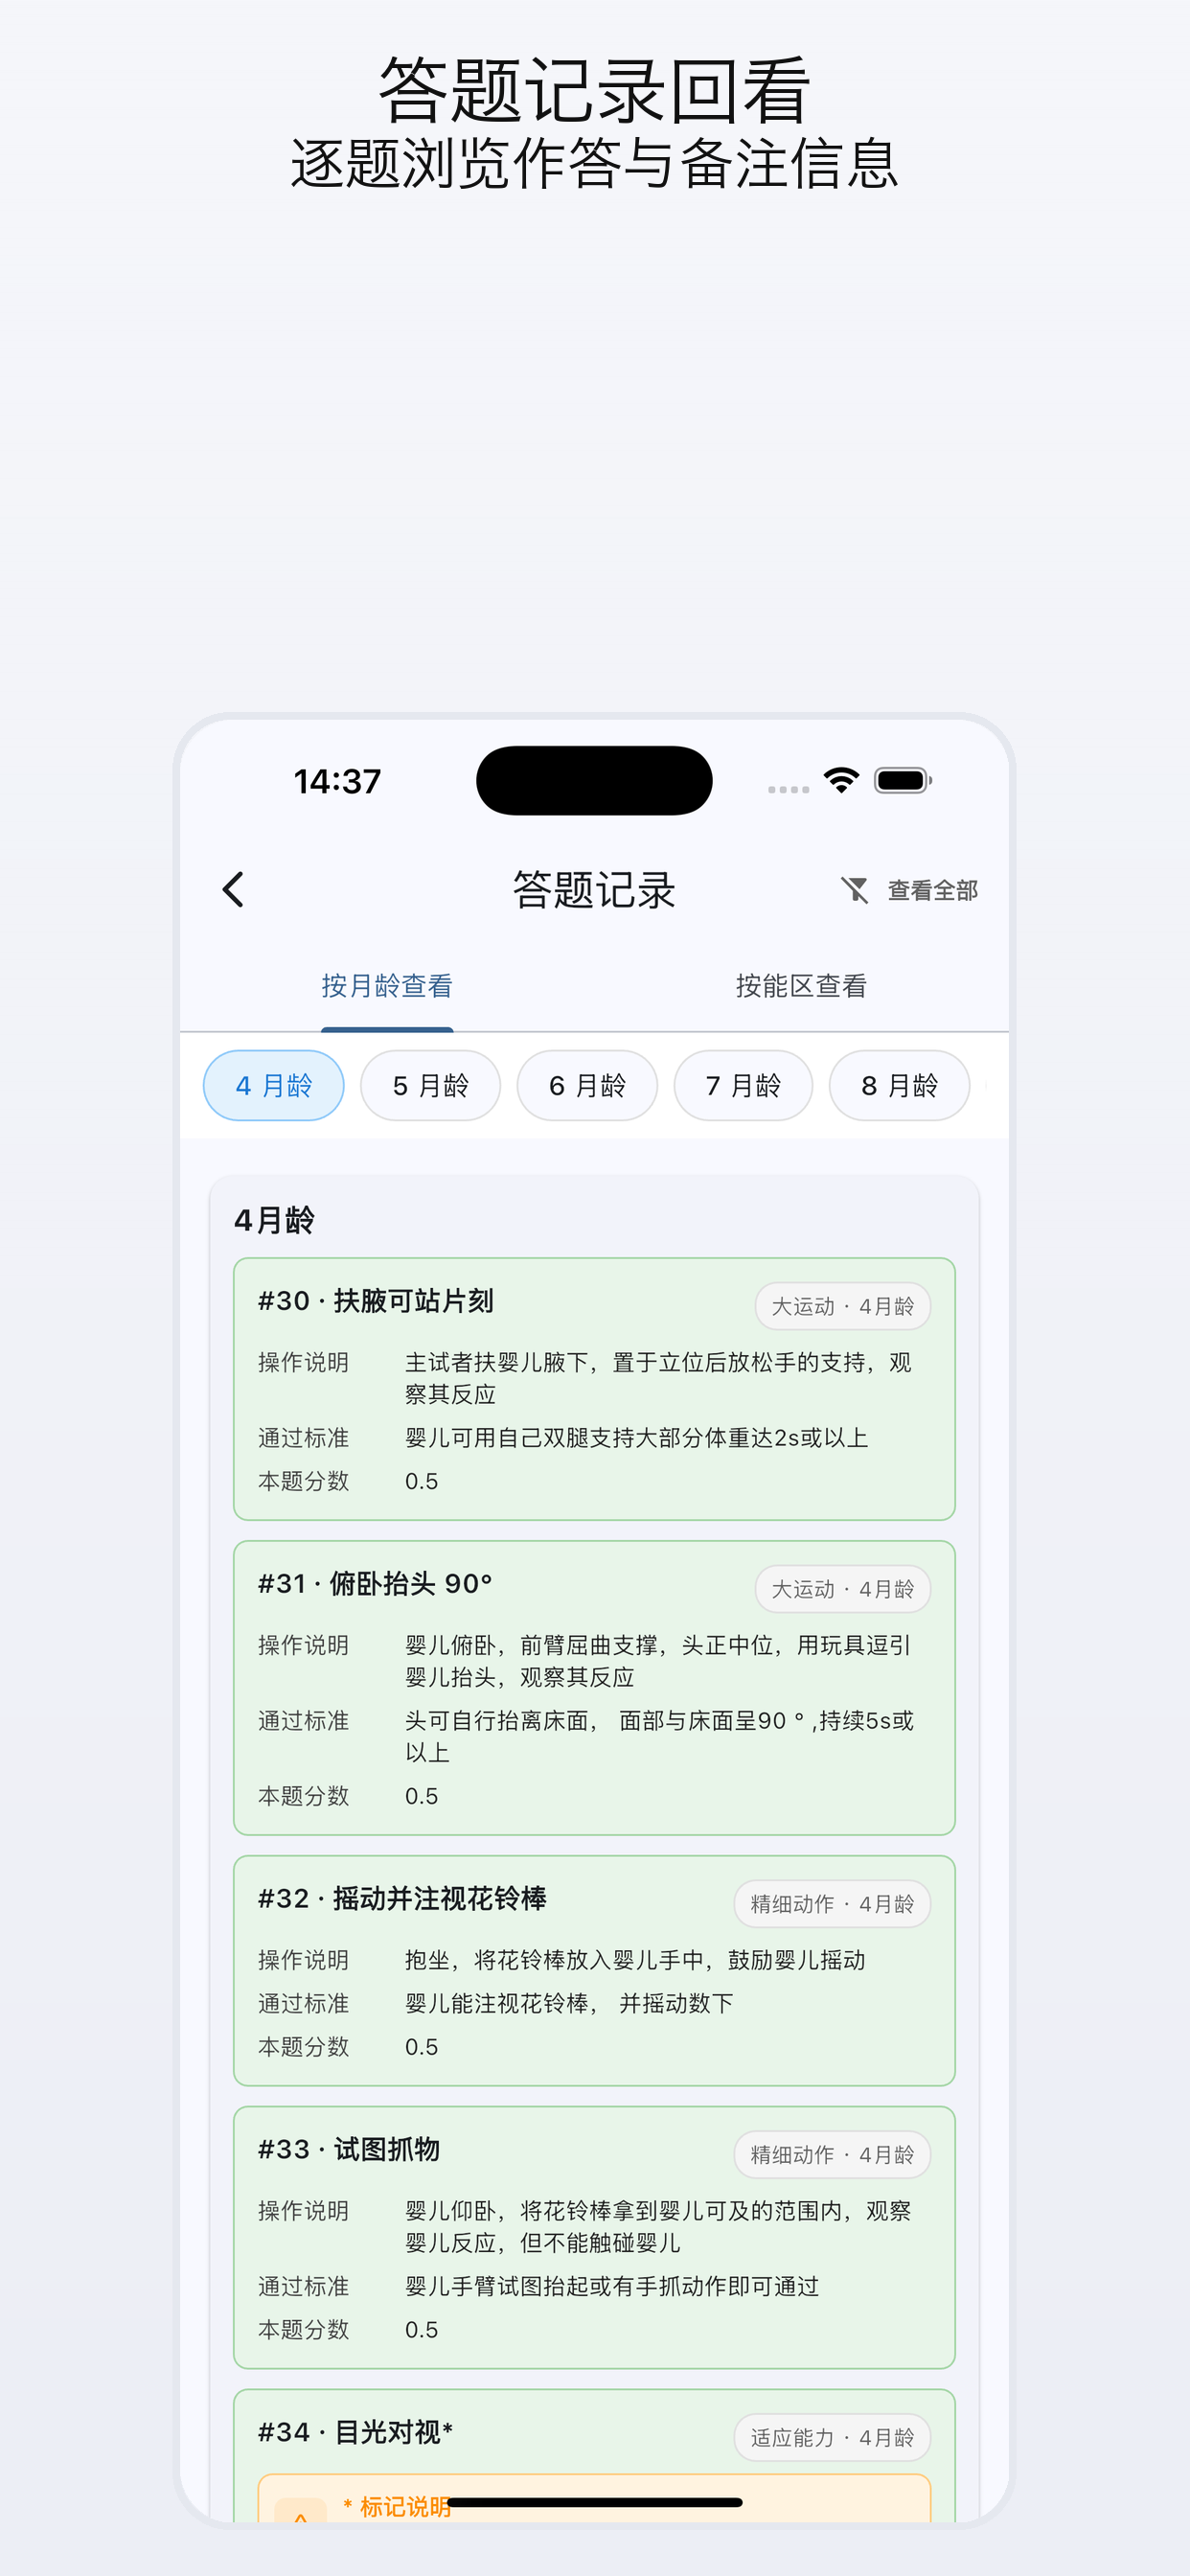 答题记录回看
逐题浏览作答与备注信息
14:37
答题记录
查看全部
按月龄查看
按能区查看
4 月龄
5 月龄
6 月龄
7 月龄
8 月龄
4月龄
#30 · 扶腋可站片刻
大运动 · 4月龄
操作说明
主试者扶婴儿腋下，置于立位后放松手的支持，观
察其反应
通过标准
婴儿可用自己双腿支持大部分体重达2s或以上
本题分数
0.5
#31 · 俯卧抬头 90°
大运动 · 4月龄
操作说明
婴儿俯卧，前臂屈曲支撑，头正中位，用玩具逗引
婴儿抬头，观察其反应
通过标准
头可自行抬离床面， 面部与床面呈90 ° ,持续5s或
以上
本题分数
0.5
#32 · 摇动并注视花铃棒
精细动作 · 4月龄
操作说明
抱坐，将花铃棒放入婴儿手中，鼓励婴儿摇动
通过标准
婴儿能注视花铃棒， 并摇动数下
本题分数
0.5
#33 · 试图抓物
精细动作 · 4月龄
操作说明
婴儿仰卧，将花铃棒拿到婴儿可及的范围内，观察
婴儿反应，但不能触碰婴儿
通过标准
婴儿手臂试图抬起或有手抓动作即可通过
本题分数
0.5
#34 · 目光对视*
适应能力 · 4月龄
* 标记说明